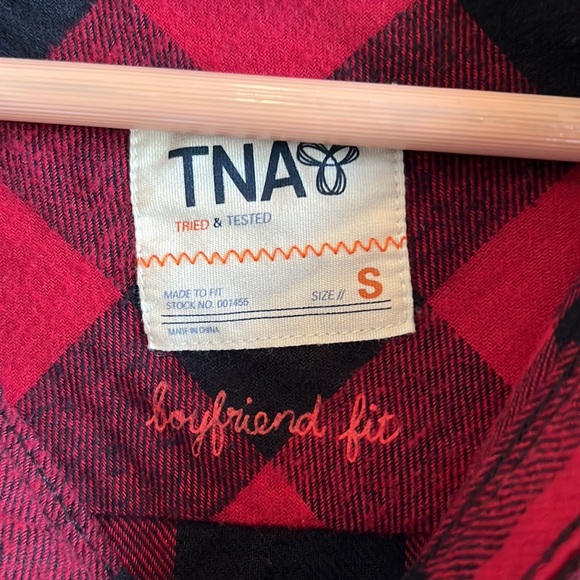 TNA
TRIED & TESTED
MADE TO FIT
STOCK NO. 001455
SIZE // S
MADE IN CHINA
boyfriend fit